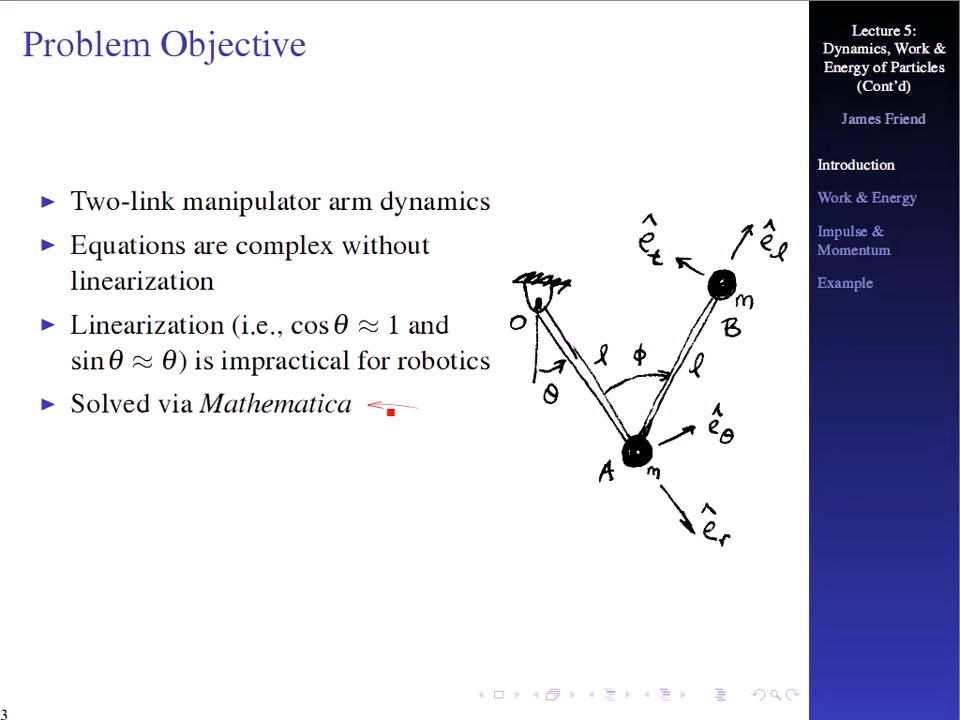 Problem Objective
Two-link manipulator arm dynamics
Equations are complex without
linearization
Linearization (i.e., cos θ ≈ 1 and
sin θ ≈ θ) is impractical for robotics
Solved via Mathematica
ê_t
ê_l
m
B
O
l
ϕ
l
θ
ê_θ
A
m
ê_r
Lecture 5:
Dynamics, Work &
Energy of Particles
(Cont'd)
James Friend
Introduction
Work & Energy
Impulse &
Momentum
Example
3